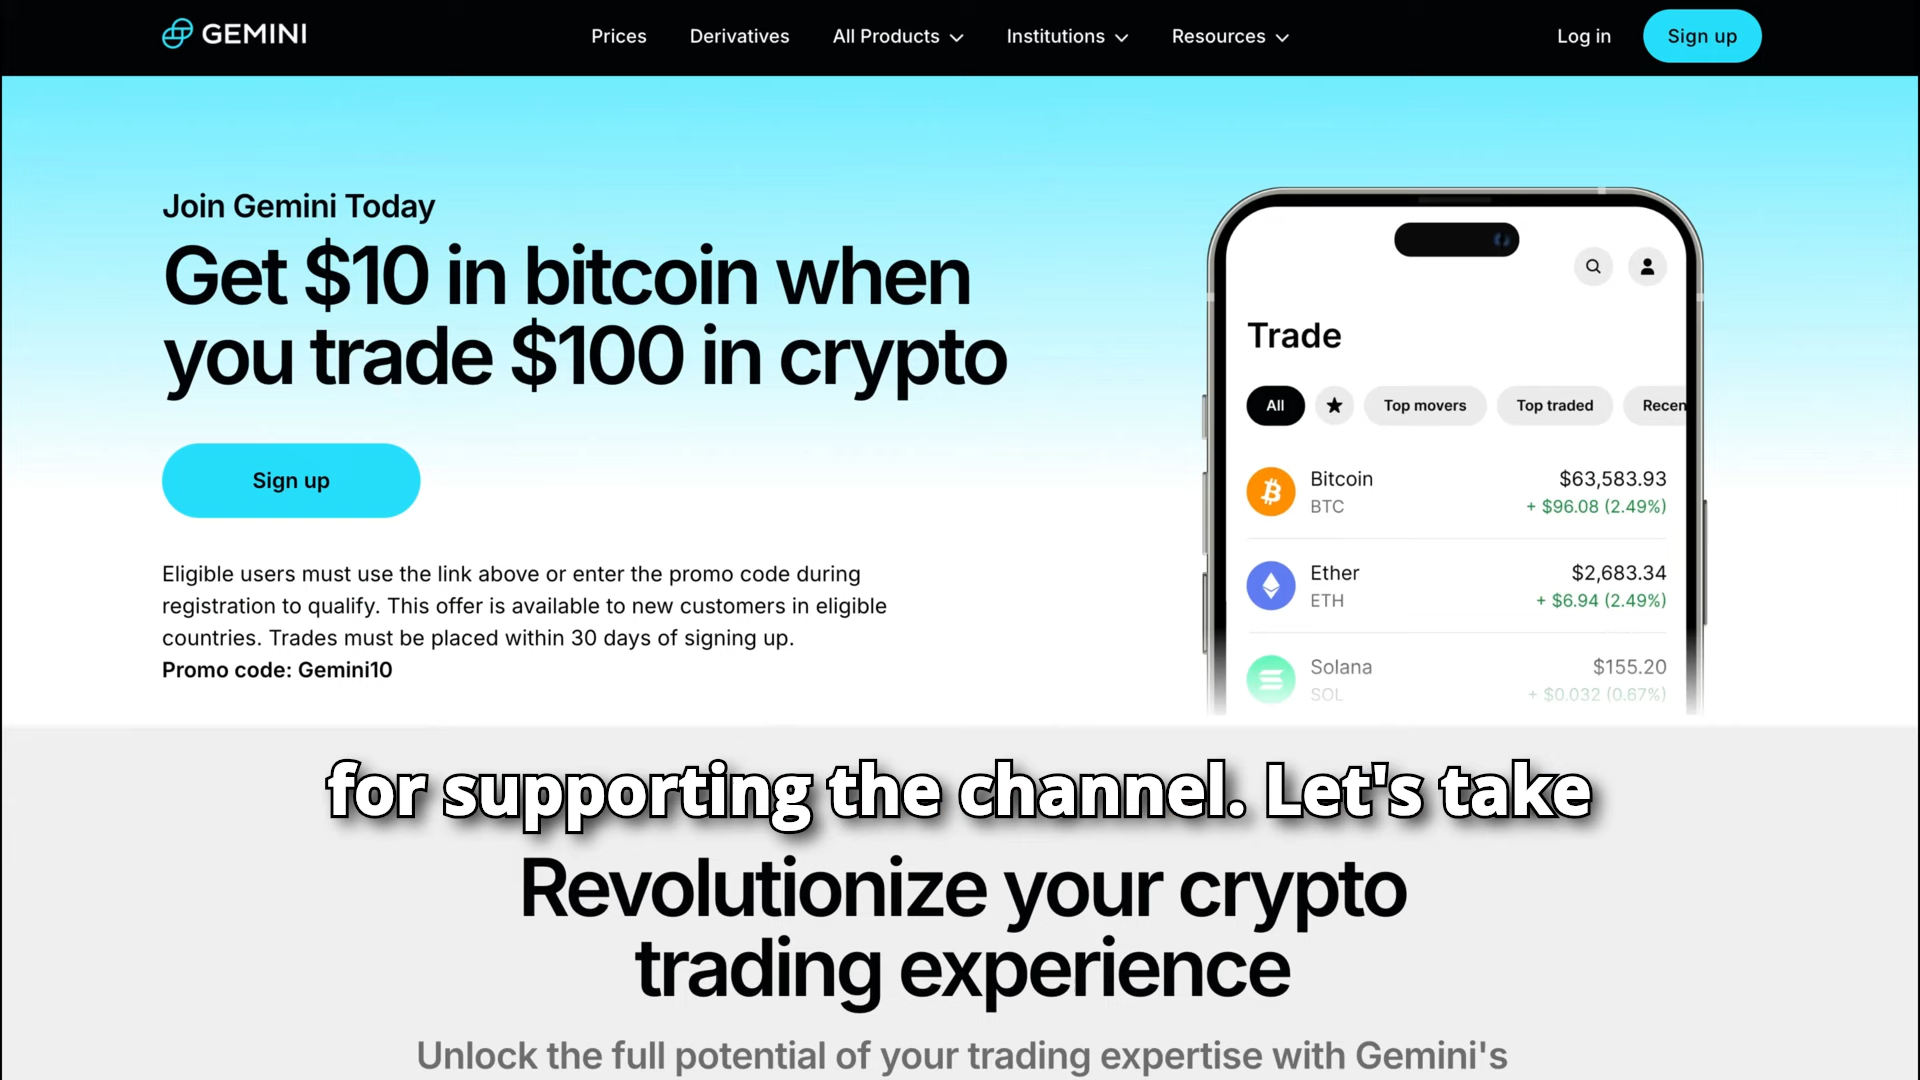 GEMINI
Prices Derivatives All Products Institutions Resources Log in Sign up
Join Gemini Today
Get $10 in bitcoin when
you trade $100 in crypto
Sign up
Eligible users must use the link above or enter the promo code during
registration to qualify. This offer is available to new customers in eligible
countries. Trades must be placed within 30 days of signing up.
Promo code: Gemini10
Trade
All Top movers Top traded Recen
Bitcoin $63,583.93
BTC + $96.08 (2.49%)
Ether $2,683.34
ETH + $6.94 (2.49%)
Solana $155.20
SOL + $0.032 (0.67%)
for supporting the channel. Let's take
Revolutionize your crypto
trading experience
Unlock the full potential of your trading expertise with Gemini's